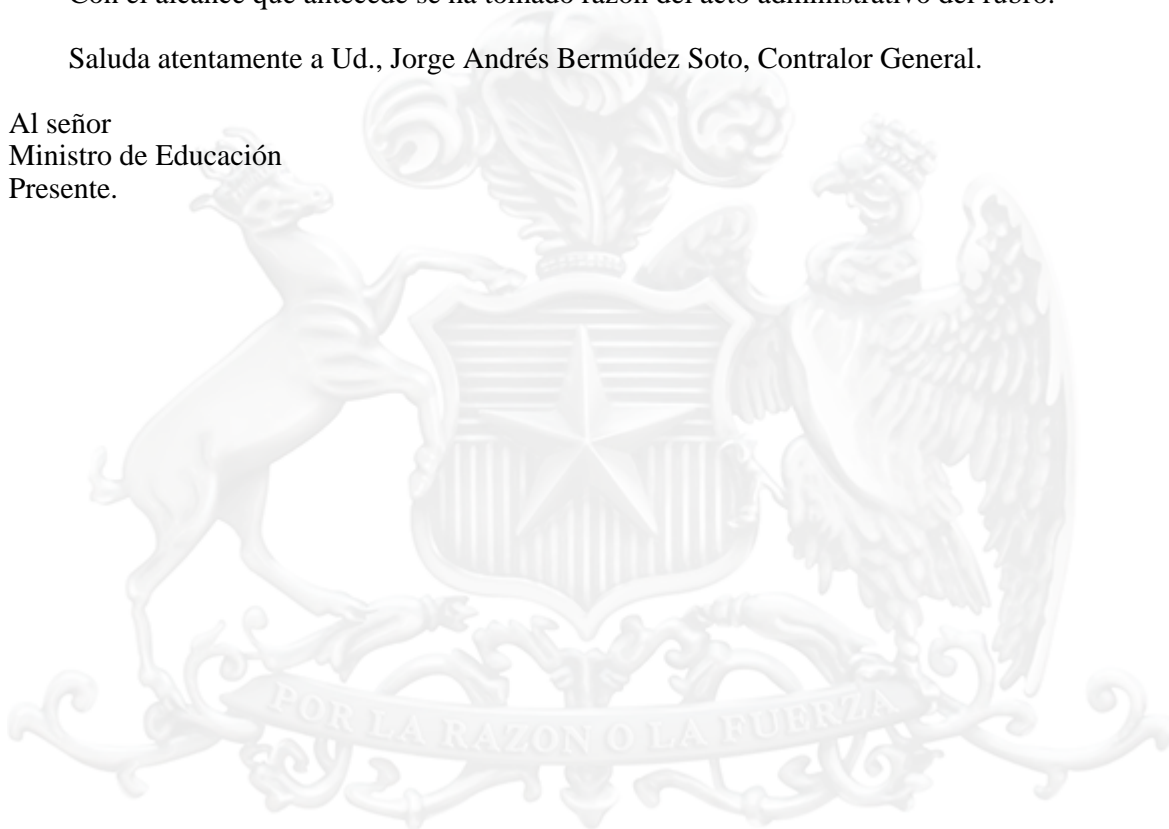 Con el alcance que antecede se ha tomado razón del acto administrativo del rubro.
Saluda atentamente a Ud., Jorge Andrés Bermúdez Soto, Contralor General.
Al señor
Ministro de Educación
Presente.
POR LA RAZON O LA FUERZA